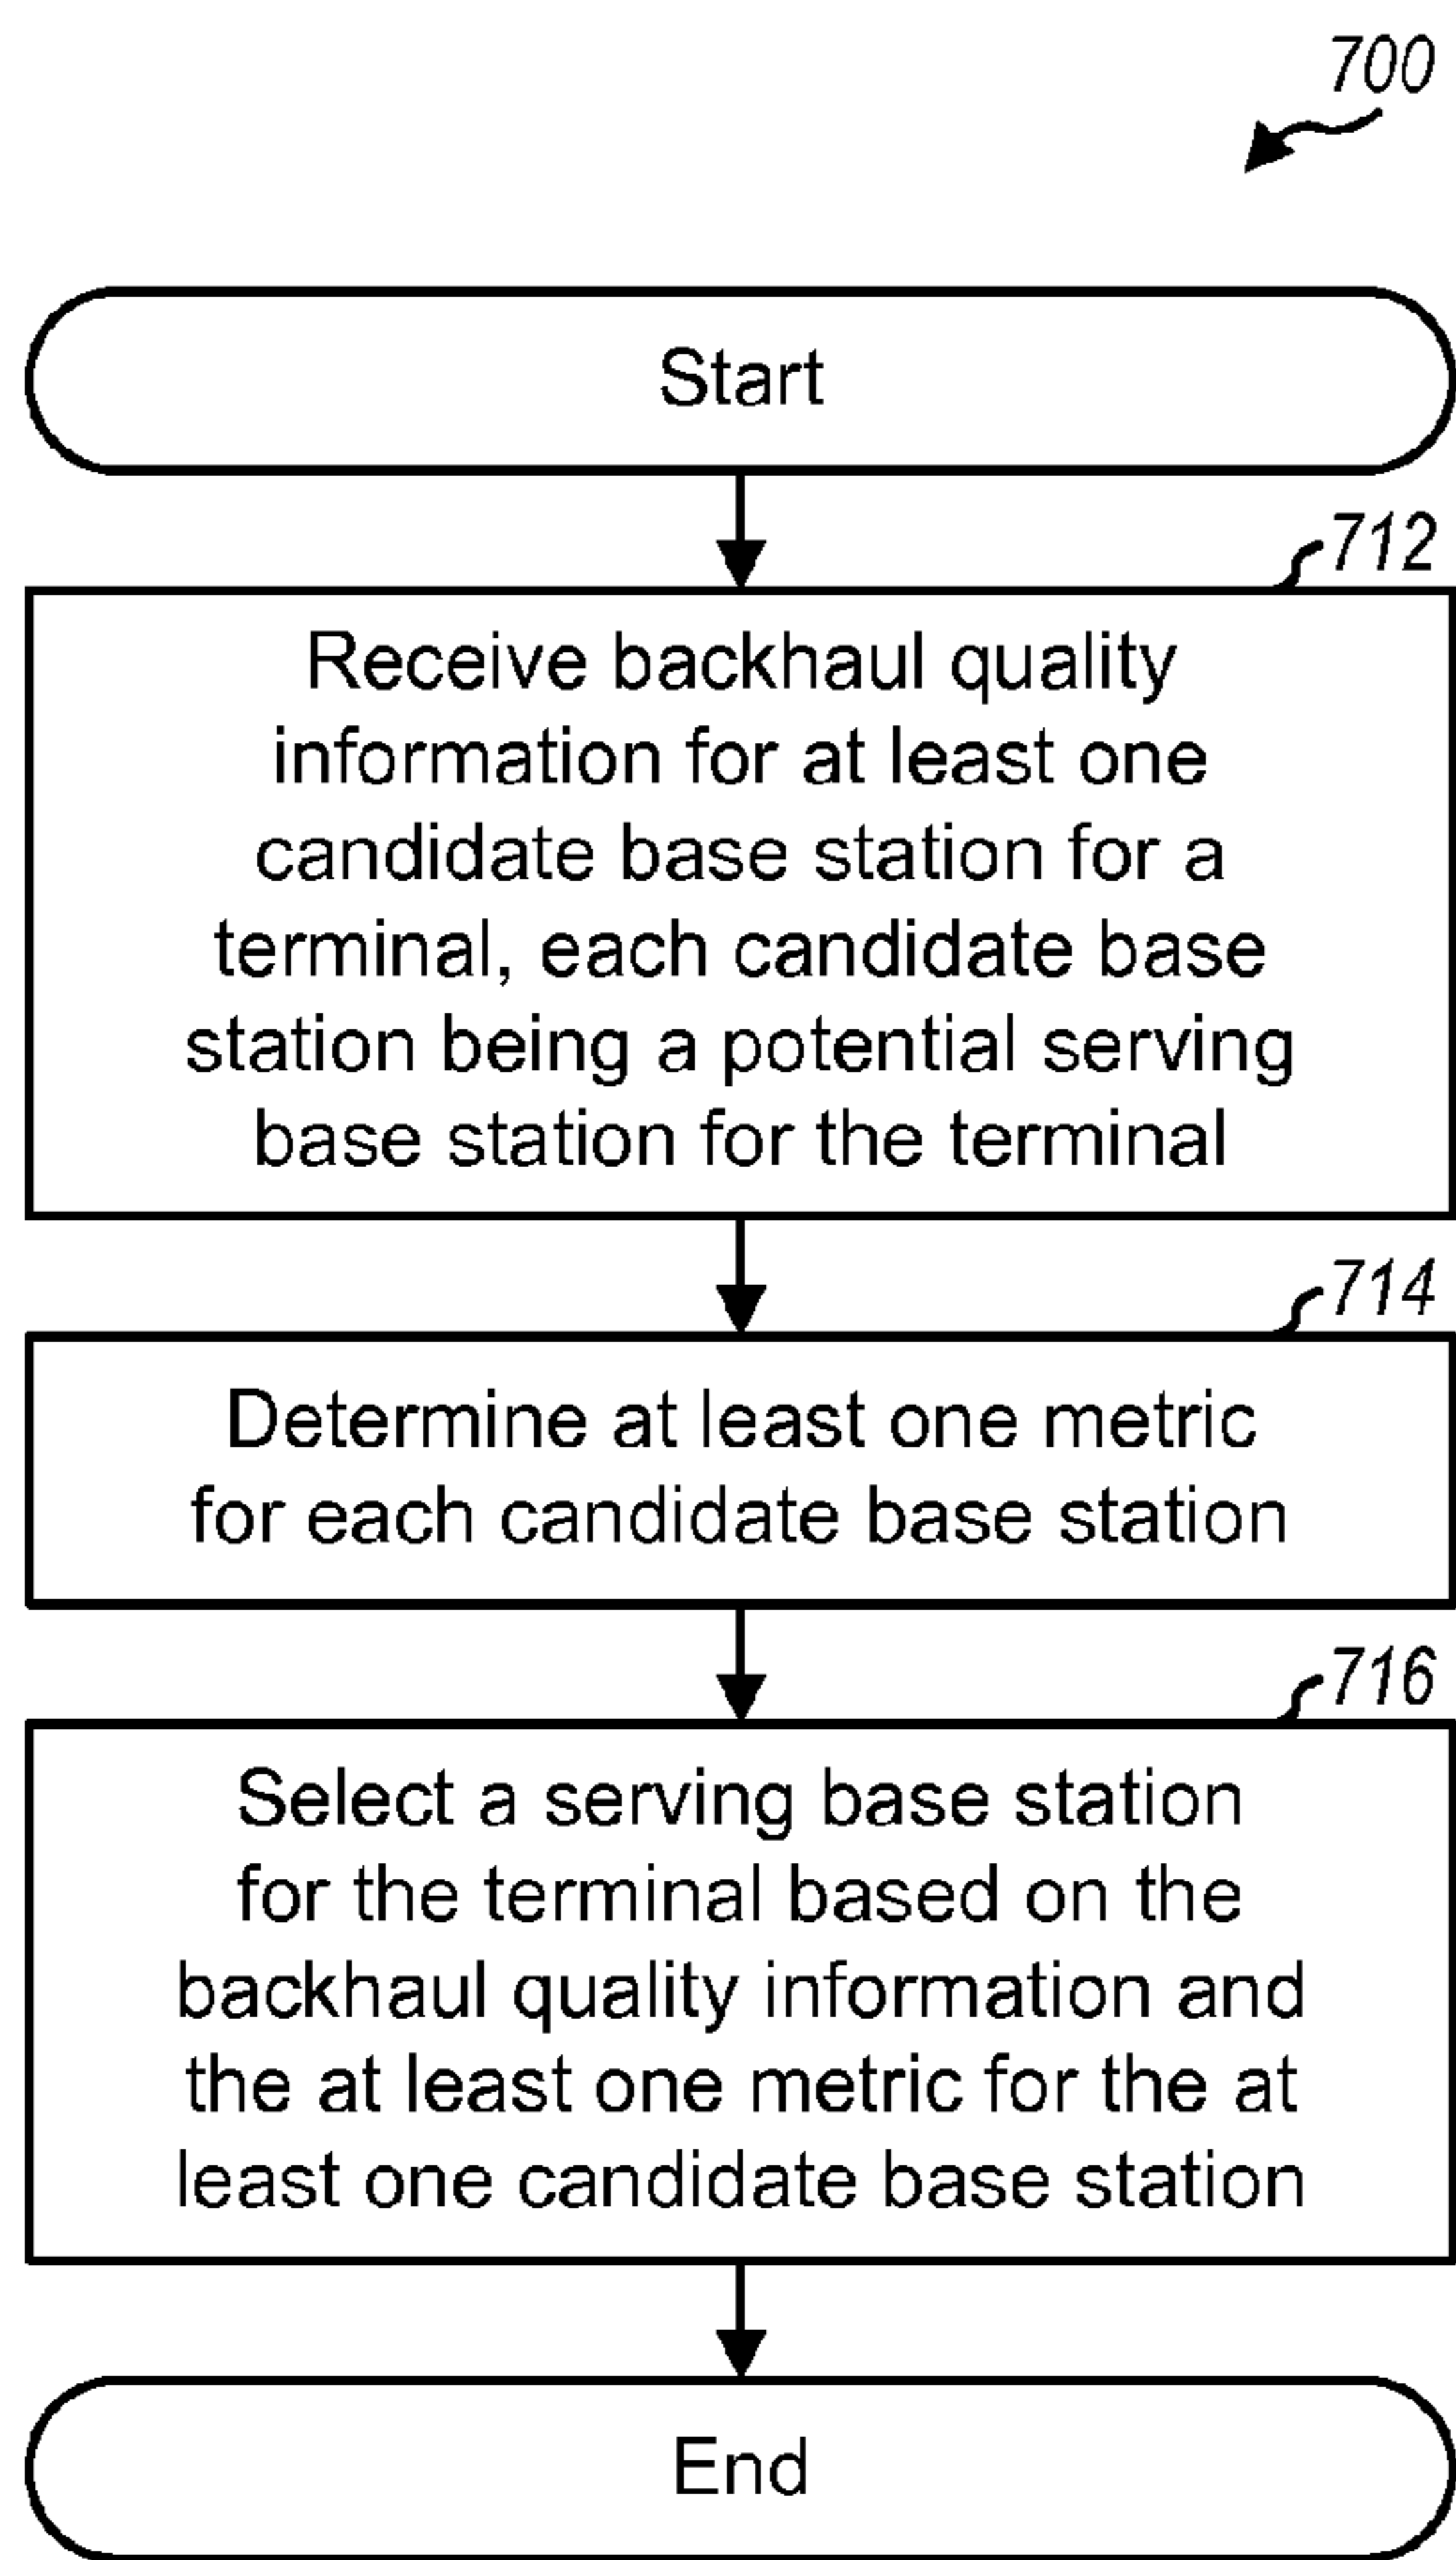 700
Start
712
Receive backhaul quality
information for at least one
candidate base station for a
terminal, each candidate base
station being a potential serving
base station for the terminal
714
Determine at least one metric
for each candidate base station
716
Select a serving base station
for the terminal based on the
backhaul quality information and
the at least one metric for the at
least one candidate base station
End